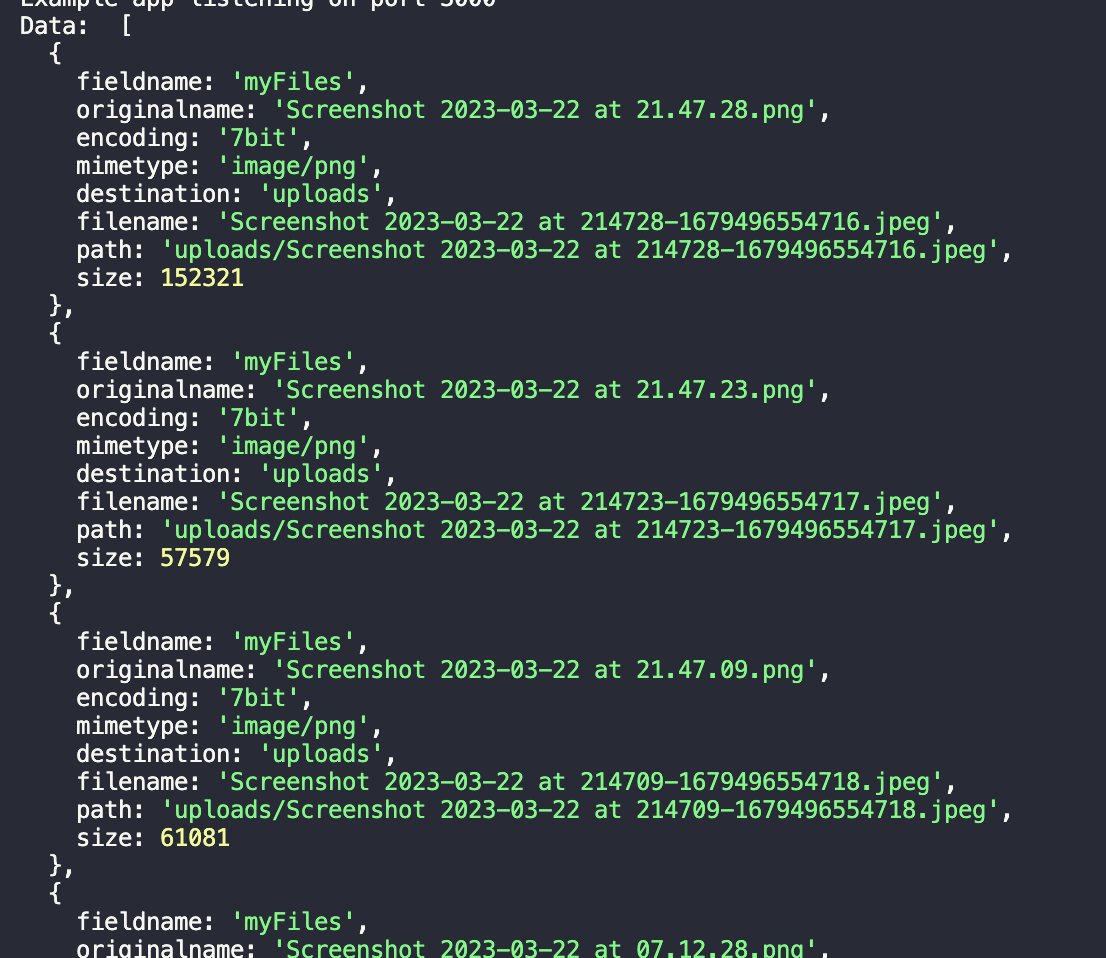 Example app listening on port 3000
Data:  [
  {
    fieldname: 'myFiles',
    originalname: 'Screenshot 2023-03-22 at 21.47.28.png',
    encoding: '7bit',
    mimetype: 'image/png',
    destination: 'uploads',
    filename: 'Screenshot 2023-03-22 at 214728-1679496554716.jpeg',
    path: 'uploads/Screenshot 2023-03-22 at 214728-1679496554716.jpeg',
    size: 152321
  },
  {
    fieldname: 'myFiles',
    originalname: 'Screenshot 2023-03-22 at 21.47.23.png',
    encoding: '7bit',
    mimetype: 'image/png',
    destination: 'uploads',
    filename: 'Screenshot 2023-03-22 at 214723-1679496554717.jpeg',
    path: 'uploads/Screenshot 2023-03-22 at 214723-1679496554717.jpeg',
    size: 57579
  },
  {
    fieldname: 'myFiles',
    originalname: 'Screenshot 2023-03-22 at 21.47.09.png',
    encoding: '7bit',
    mimetype: 'image/png',
    destination: 'uploads',
    filename: 'Screenshot 2023-03-22 at 214709-1679496554718.jpeg',
    path: 'uploads/Screenshot 2023-03-22 at 214709-1679496554718.jpeg',
    size: 61081
  },
  {
    fieldname: 'myFiles',
    originalname: 'Screenshot 2023-03-22 at 07.12.28.png',